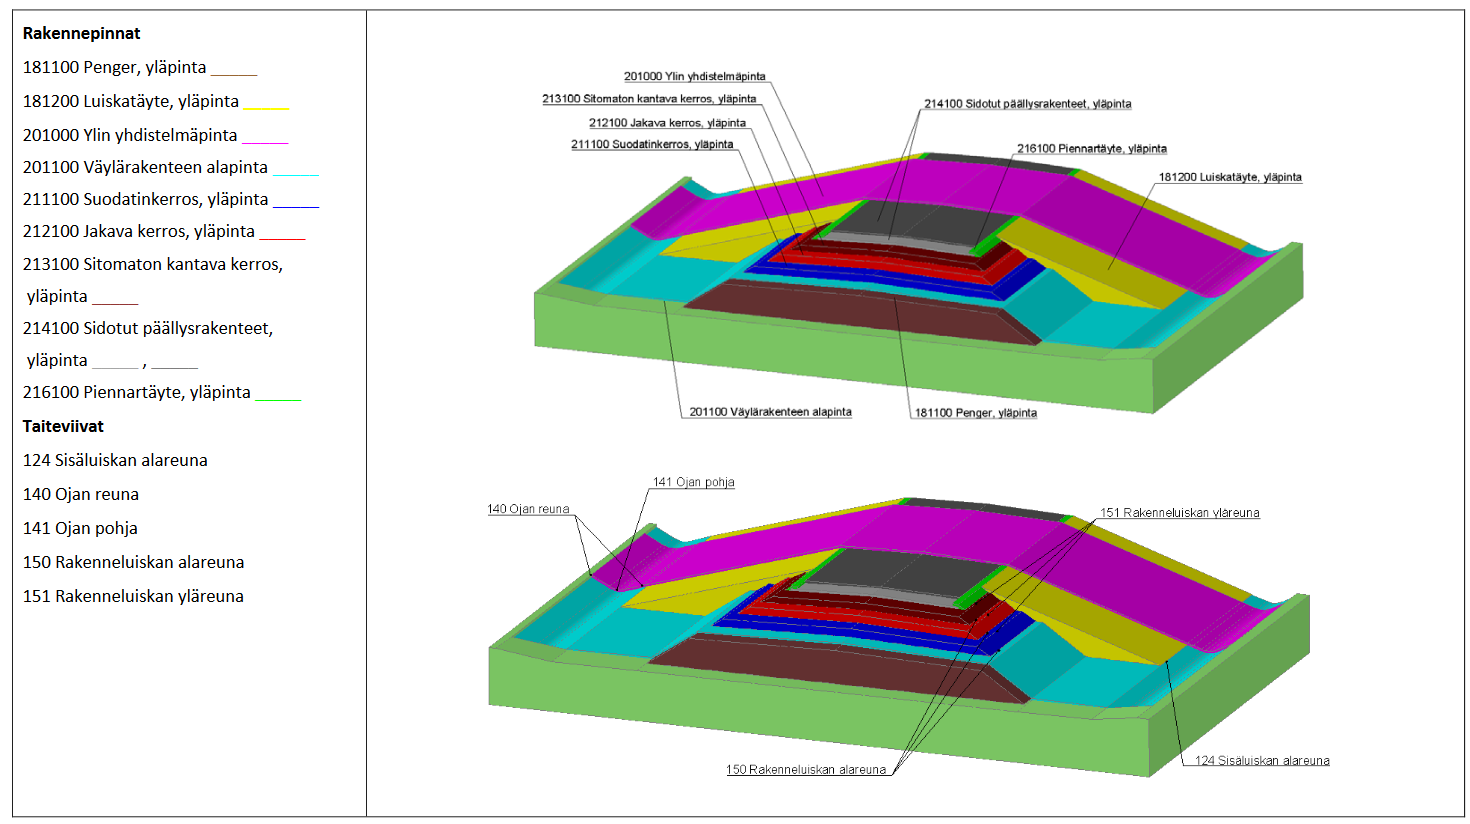 Rakennepinnat
181100 Penger, yläpinta _____
181200 Luiskatäyte, yläpinta _____
201000 Ylin yhdistelmäpinta _____
201100 Väylärakenteen alapinta _____
211100 Suodatinkerros, yläpinta _____
212100 Jakava kerros, yläpinta _____
213100 Sitomaton kantava kerros,
yläpinta _____
214100 Sidotut päällysrakenteet,
yläpinta _____ , _____
216100 Piennartäyte, yläpinta _____
Taiteviivat
124 Sisäluiskan alareuna
140 Ojan reuna
141 Ojan pohja
150 Rakenneluiskan alareuna
151 Rakenneluiskan yläreuna
201000 Ylin yhdistelmäpinta
213100 Sitomaton kantava kerros, yläpinta
212100 Jakava kerros, yläpinta
211100 Suodatinkerros, yläpinta
214100 Sidotut päällysrakenteet, yläpinta
216100 Piennartäyte, yläpinta
181200 Luiskatäyte, yläpinta
201100 Väylärakenteen alapinta
181100 Penger, yläpinta
141 Ojan pohja
140 Ojan reuna
151 Rakenneluiskan yläreuna
150 Rakenneluiskan alareuna
124 Sisäluiskan alareuna